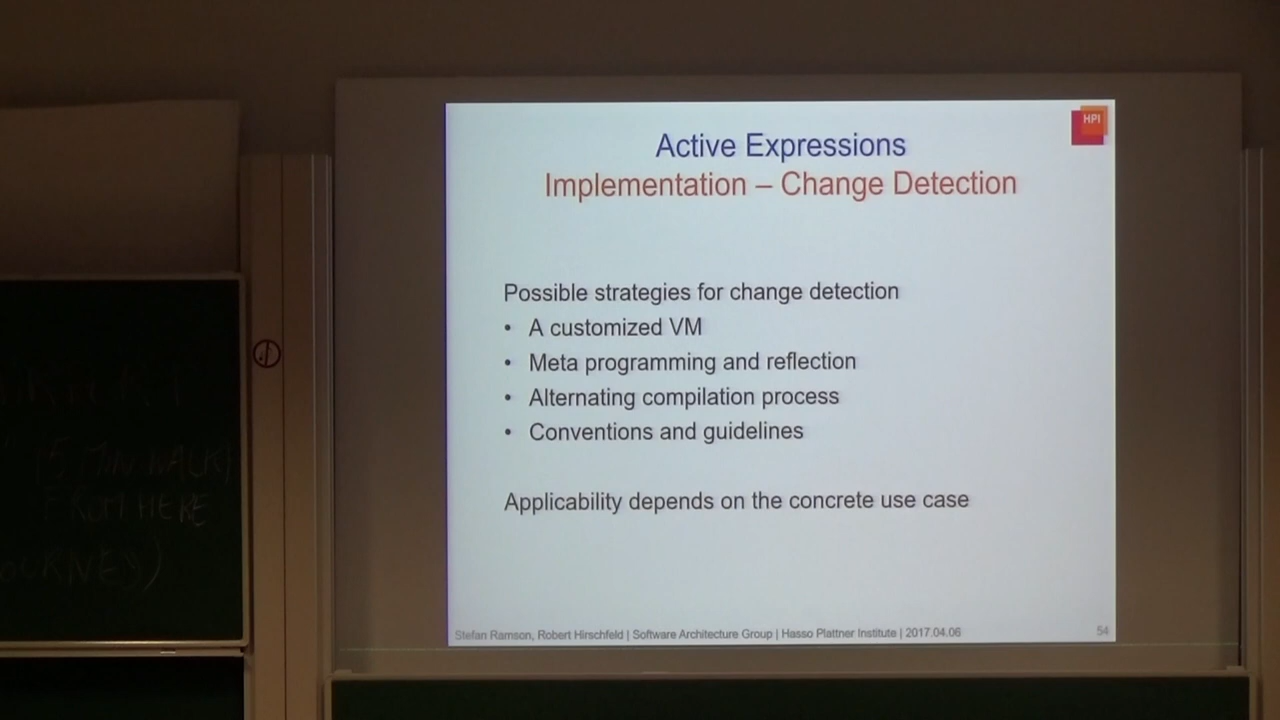 HPI
Active Expressions
Implementation – Change Detection
Possible strategies for change detection
• A customized VM
• Meta programming and reflection
• Alternating compilation process
• Conventions and guidelines
Applicability depends on the concrete use case
Stefan Ramson, Robert Hirschfeld | Software Architecture Group | Hasso Plattner Institute | 2017.04.06
54
FROM HERE